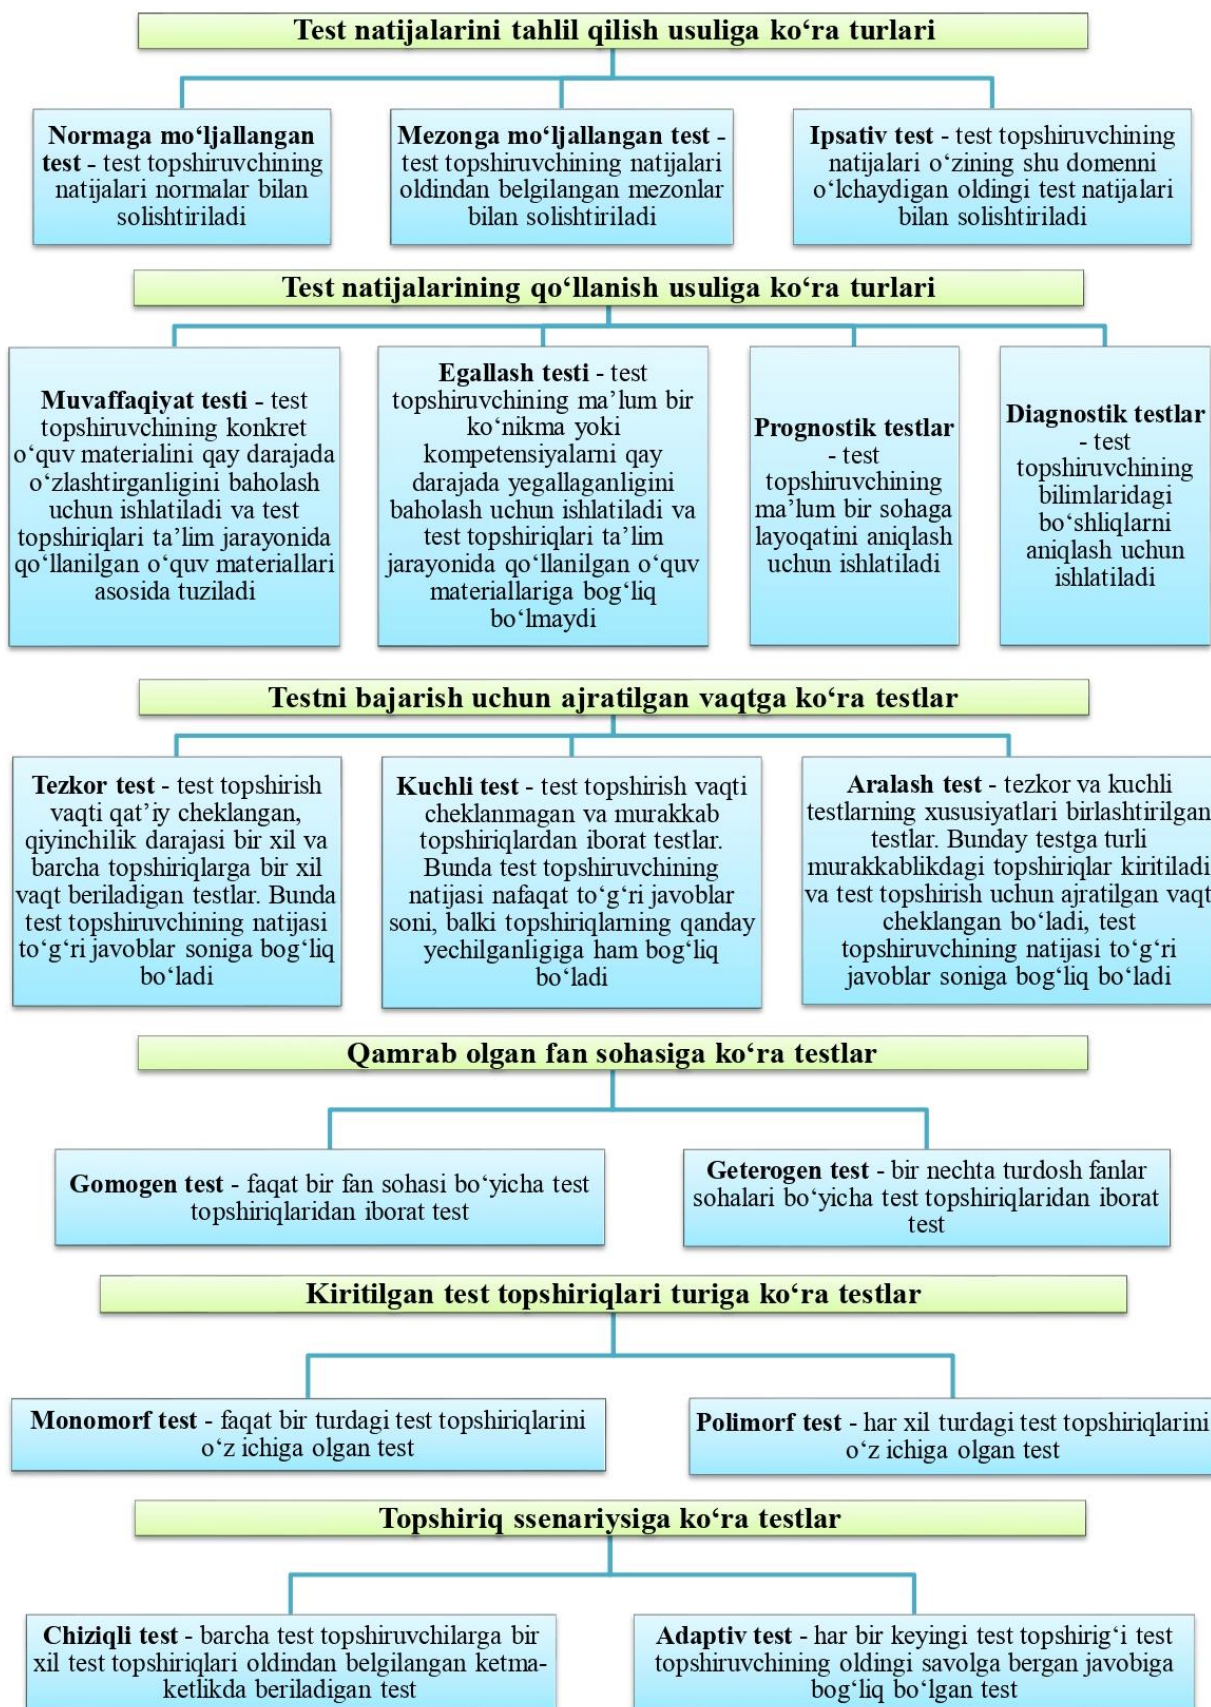 Test natijalarini tahlil qilish usuliga ko‘ra turlari
Normaga mo‘ljallangan
test - test topshiruvchining
natijalari normalar bilan
solishtiriladi
Mezonga mo‘ljallangan test -
test topshiruvchining natijalari
oldindan belgilangan mezonlar
bilan solishtiriladi
Ipsativ test - test topshiruvchining
natijalari o‘zining shu domenni
o‘lchaydigan oldingi test natijalari
bilan solishtiriladi
Test natijalarining qo‘llanish usuliga ko‘ra turlari
Muvaffaqiyat testi - test
topshiruvchining konkret
o‘quv materialini qay darajada
o‘zlashtirganligini baholash
uchun ishlatiladi va test
topshiriqlari ta’lim jarayonida
qo‘llanilgan o‘quv materiallari
asosida tuziladi
Egallash testi - test
topshiruvchining ma’lum bir
ko‘nikma yoki
kompetensiyalarni qay
darajada yegallaganligini
baholash uchun ishlatiladi va
test topshiriqlari ta’lim
jarayonida qo‘llanilgan o‘quv
materiallariga bog‘liq
bo‘lmaydi
Prognostik testlar
- test
topshiruvchining
ma’lum bir sohaga
layoqatini aniqlash
uchun ishlatiladi
Diagnostik testlar
- test
topshiruvchining
bilimlaridagi
bo‘shliqlarni
aniqlash uchun
ishlatiladi
Testni bajarish uchun ajratilgan vaqtga ko‘ra testlar
Tezkor test - test topshirish
vaqti qat’iy cheklangan,
qiyinchilik darajasi bir xil va
barcha topshiriqlarga bir xil
vaqt beriladigan testlar. Bunda
test topshiruvchining natijasi
to‘g‘ri javoblar soniga bog‘liq
bo‘ladi
Kuchli test - test topshirish vaqti
cheklanmagan va murakkab
topshiriqlardan iborat testlar.
Bunda test topshiruvchining
natijasi nafaqat to‘g‘ri javoblar
soni, balki topshiriqlarning qanday
yechilganligiga ham bog‘liq
bo‘ladi
Aralash test - tezkor va kuchli
testlarning xususiyatlari birlashtirilgan
testlar. Bunday testga turli
murakkablikdagi topshiriqlar kiritiladi
va test topshirish uchun ajratilgan vaqt
cheklangan bo‘ladi, test
topshiruvchining natijasi to‘g‘ri
javoblar soniga bog‘liq bo‘ladi
Qamrab olgan fan sohasiga ko‘ra testlar
Gomogen test - faqat bir fan sohasi bo‘yicha test
topshiriqlaridan iborat test
Geterogen test - bir nechta turdosh fanlar
sohalari bo‘yicha test topshiriqlaridan iborat
test
Kiritilgan test topshiriqlari turiga ko‘ra testlar
Monomorf test - faqat bir turdagi test topshiriqlarini
o‘z ichiga olgan test
Polimorf test - har xil turdagi test topshiriqlarini
o‘z ichiga olgan test
Topshiriq ssenariysiga ko‘ra testlar
Chiziqli test - barcha test topshiruvchilarga bir
xil test topshiriqlari oldindan belgilangan ketma-
ketlikda beriladigan test
Adaptiv test - har bir keyingi test topshirig‘i test
topshiruvchining oldingi savolga bergan javobiga
bog‘liq bo‘lgan test